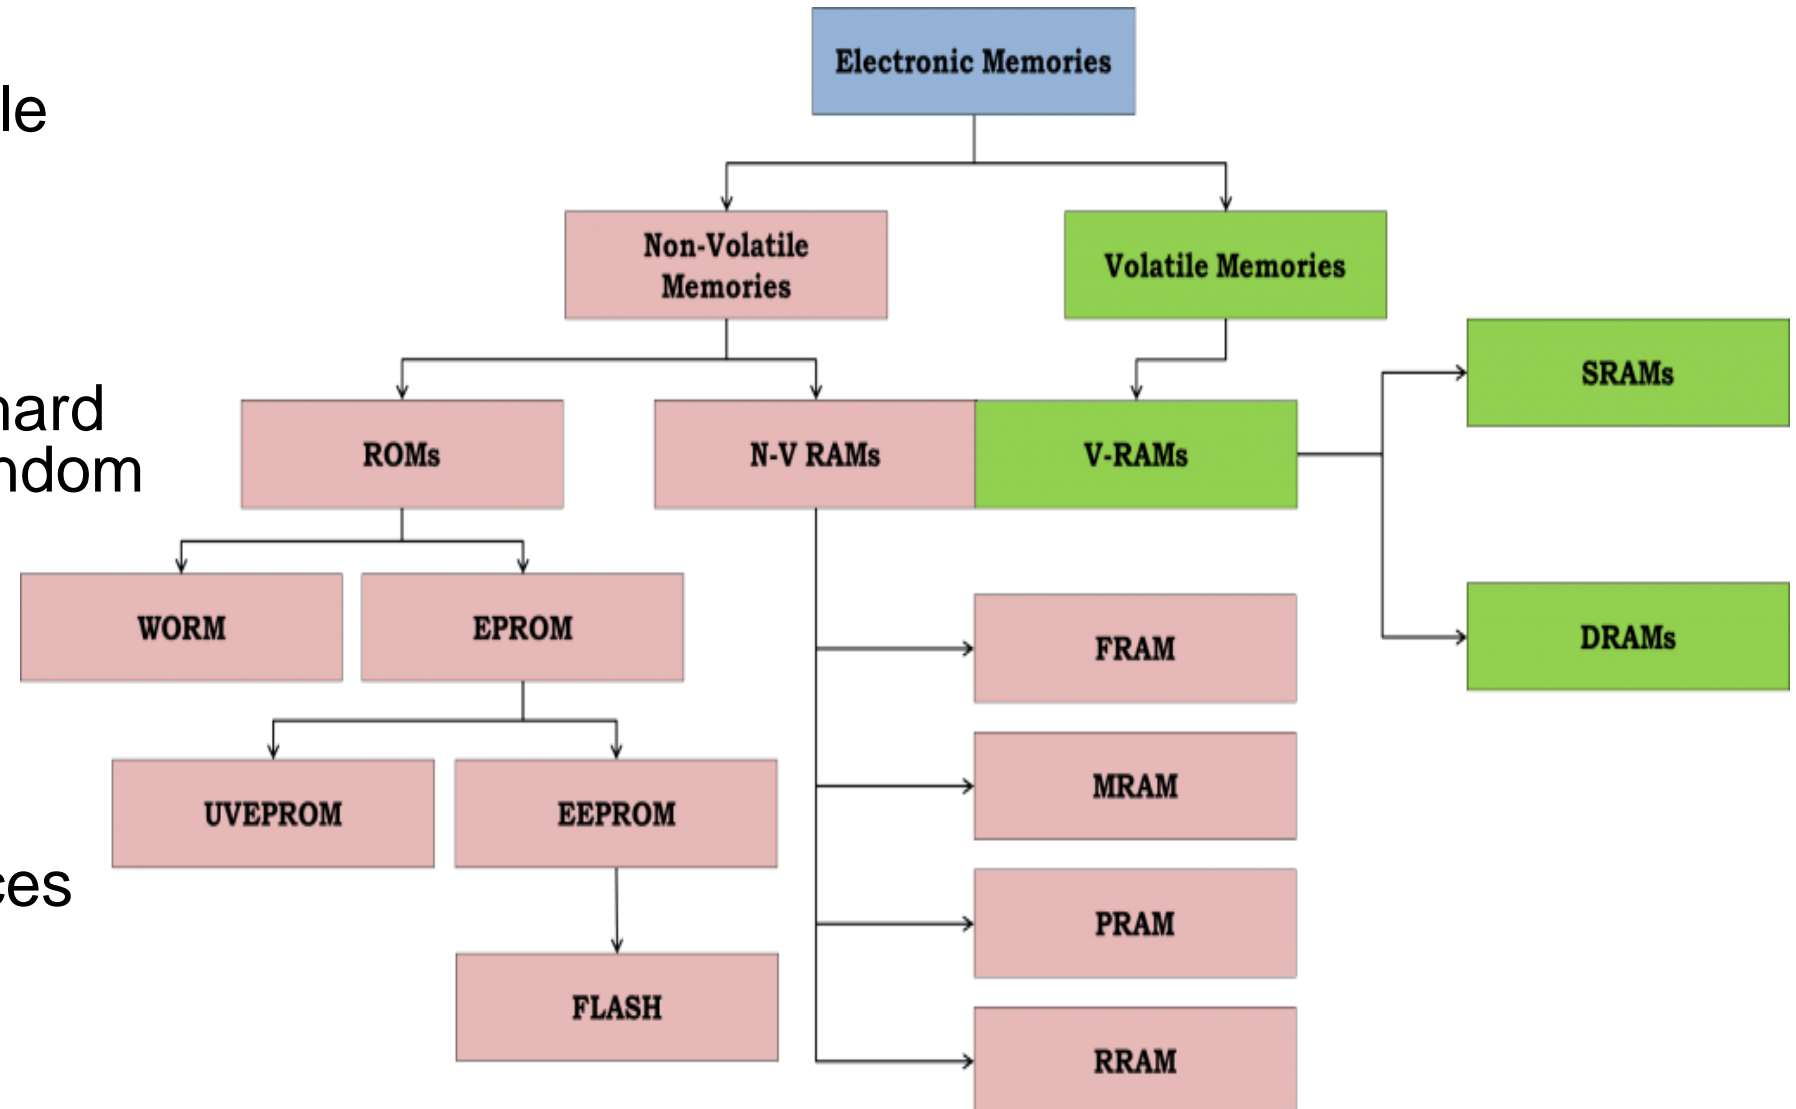 le
hard
ndom
ces
Electronic Memories
Non-Volatile
Memories
Volatile Memories
SRAMs
ROMs
N-V RAMs
V-RAMs
WORM
EPROM
FRAM
DRAMs
MRAM
UVEPROM
EEPROM
PRAM
FLASH
RRAM